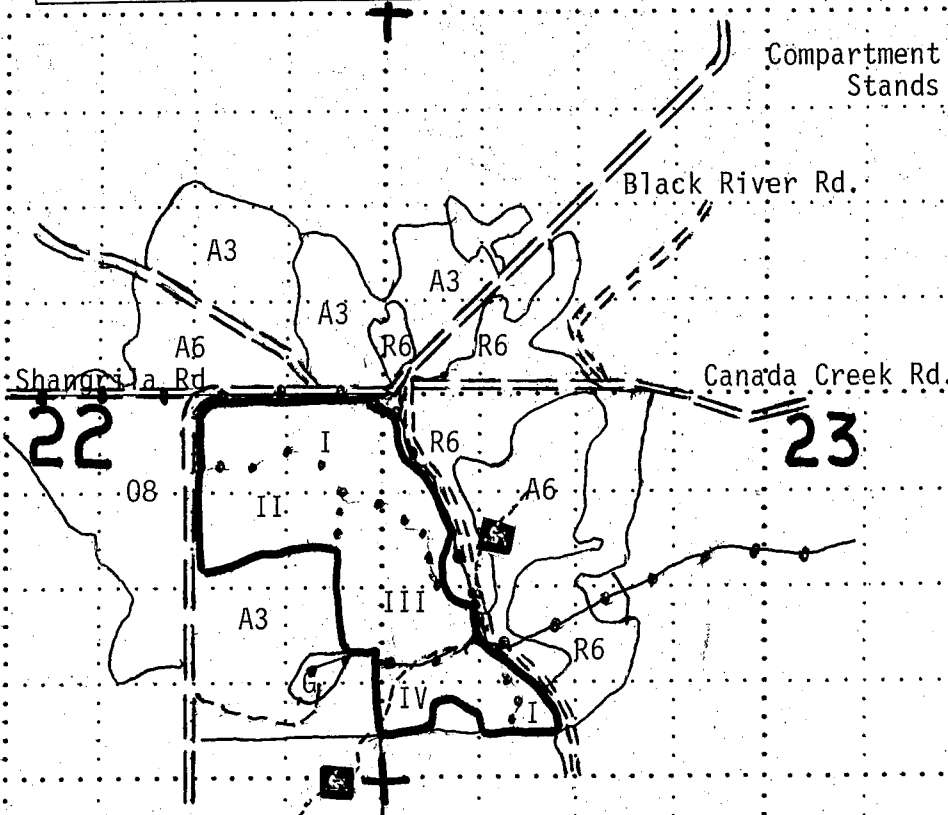 Compartment
Stands
Black River Rd.
A3
A3
A3
A6
R6
R6
Shangrila Rd
Canada Creek Rd.
22
23
I
R6
08
II
A6
A3
III
R6
G
IV
I